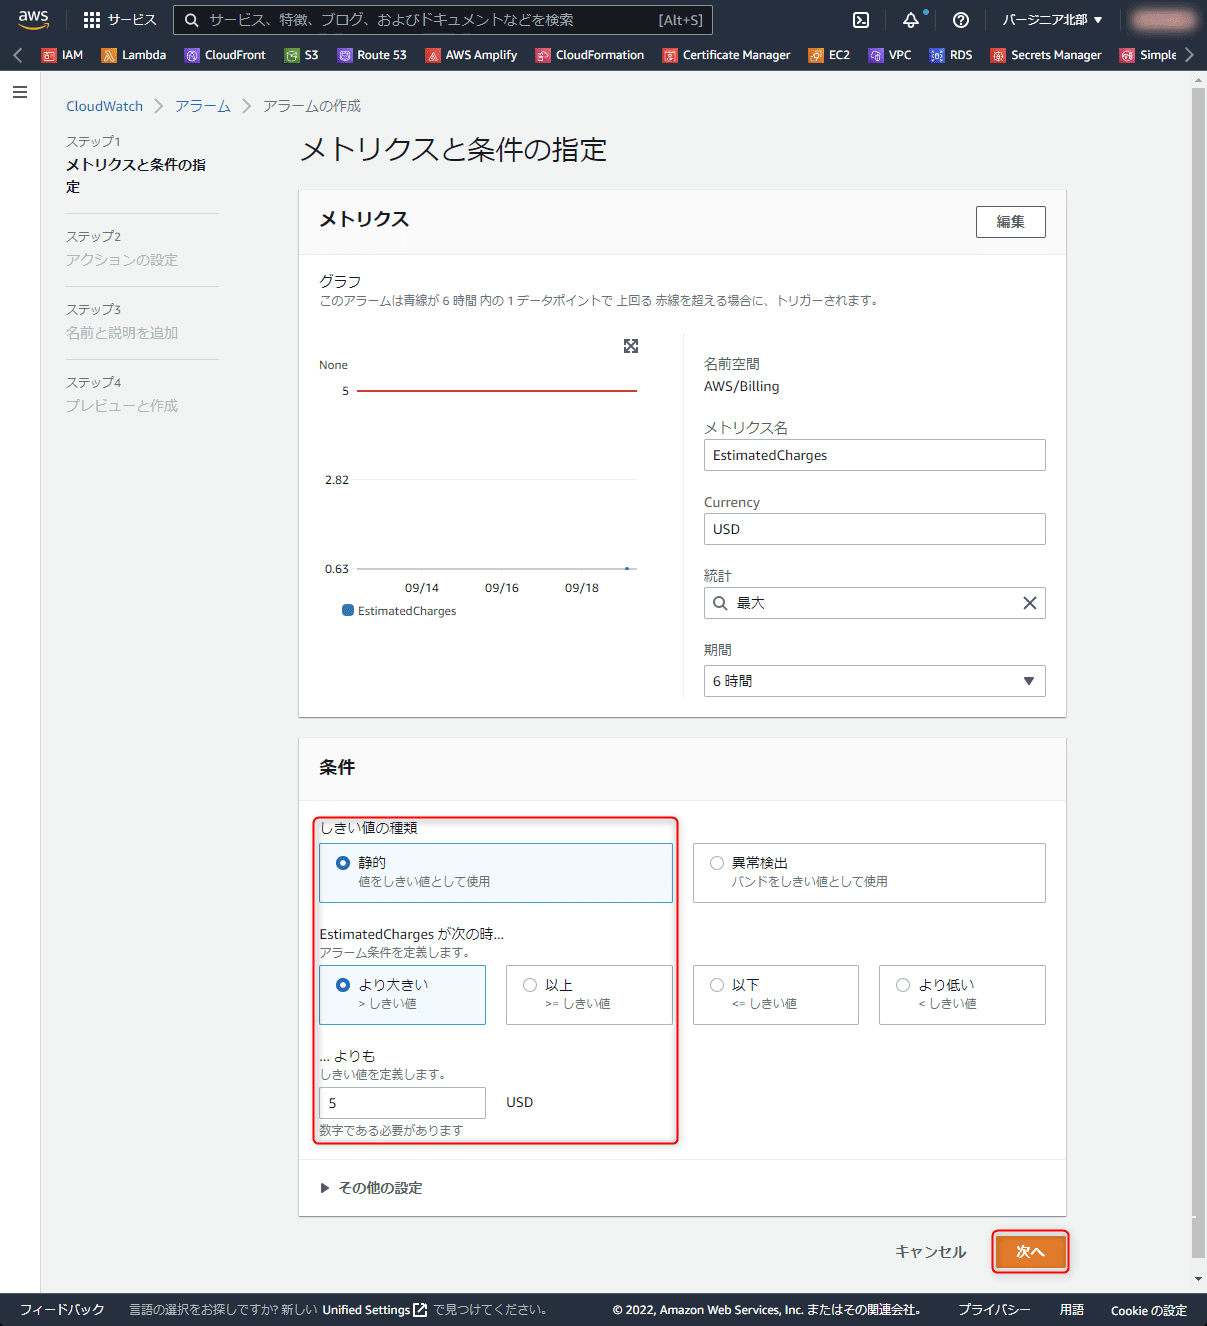 aws
サービス
サービス、特徴、ブログ、およびドキュメントなどを検索 [Alt+S]
バージニア北部 ▼
IAM Lambda CloudFront S3 Route 53 AWS Amplify CloudFormation Certificate Manager EC2 VPC RDS Secrets Manager Simple
CloudWatch > アラーム > アラームの作成
ステップ1
メトリクスと条件の指
定
ステップ2
アクションの設定
ステップ3
名前と説明を追加
ステップ4
プレビューと作成
メトリクスと条件の指定
メトリクス
編集
グラフ
このアラームは青線が 6 時間 内の 1 データポイントで 上回る 赤線を超える場合に、トリガーされます。
None
5
2.82
0.63
09/14 09/16 09/18
EstimatedCharges
名前空間
AWS/Billing
メトリクス名
EstimatedCharges
Currency
USD
統計
最大
期間
6 時間
条件
しきい値の種類
静的
値をしきい値として使用
異常検出
バンドをしきい値として使用
EstimatedCharges が次の時...
アラーム条件を定義します。
より大きい
> しきい値
以上
>= しきい値
以下
<= しきい値
より低い
< しきい値
... よりも
しきい値を定義します。
5 USD
数字である必要があります
その他の設定
キャンセル 次へ
フィードバック 言語の選択をお探しですか? 新しい Unified Settings で見つけてください。 © 2022, Amazon Web Services, Inc. またはその関連会社。 プライバシー 用語 Cookie の設定